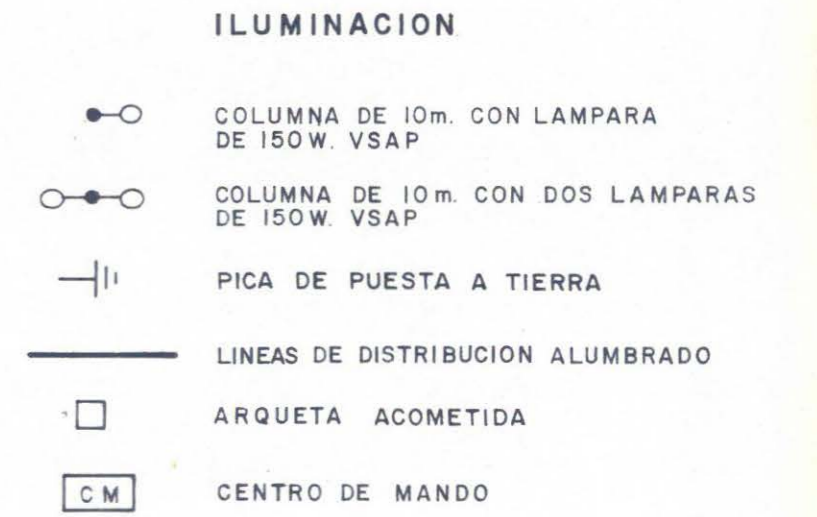 ILUMINACION
COLUMNA DE 10m. CON LAMPARA
DE 150W. VSAP
COLUMNA DE 10m. CON DOS LAMPARAS
DE 150W. VSAP
PICA DE PUESTA A TIERRA
LINEAS DE DISTRIBUCION ALUMBRADO
ARQUETA ACOMETIDA
CM CENTRO DE MANDO